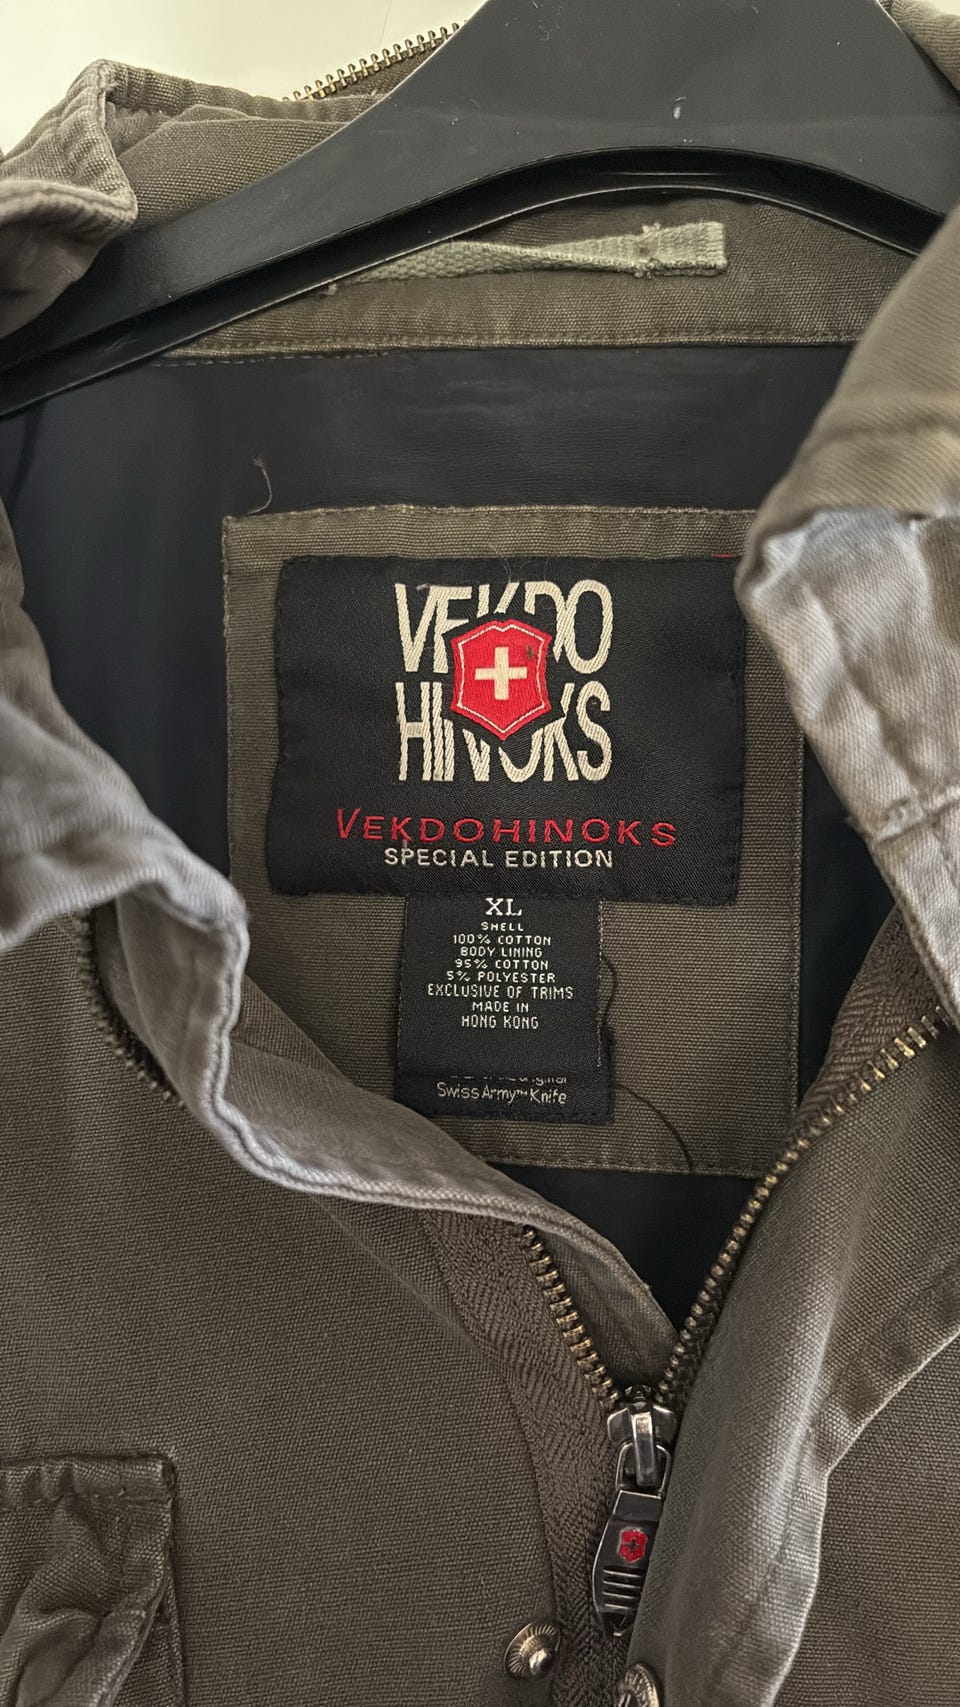 VEKDO
HINOKS
VEKDOHINOKS
SPECIAL EDITION
XL
SHELL
100% COTTON
BODY LINING
95% COTTON
5% POLYESTER
EXCLUSIVE OF TRIMS
MADE IN
HONG KONG
Swiss Army™ Knife